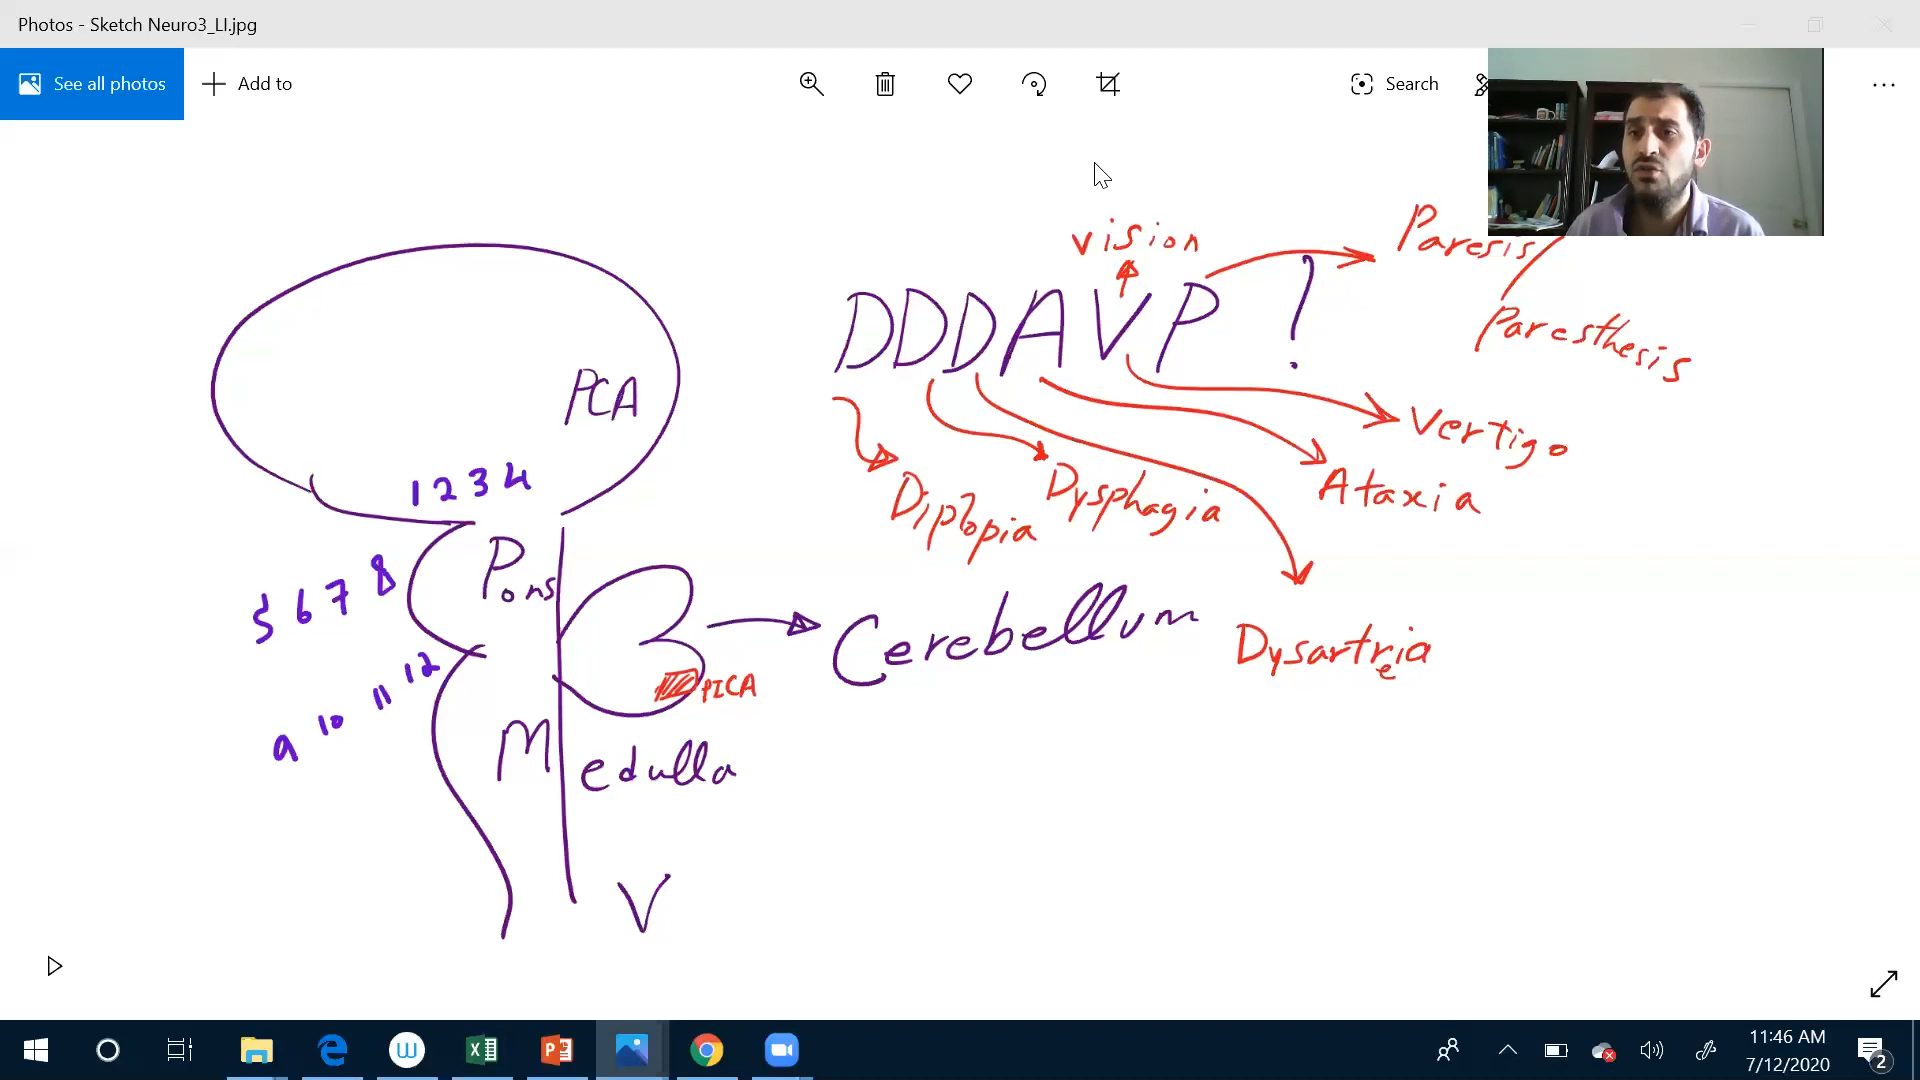 Photos - Sketch Neuro3_LI.jpg
See all photos
Add to
Search
vision
Paresis/
Paresthesis
DDDAVP!
PCA
Vertigo
Diplopia
Dysphagia
Ataxia
1 2 3 4
Pons
5 6 7 8
Cerebellum
Dysartreia
9 10 11 12
PICA
Medulla
V
11:46 AM
7/12/2020
2